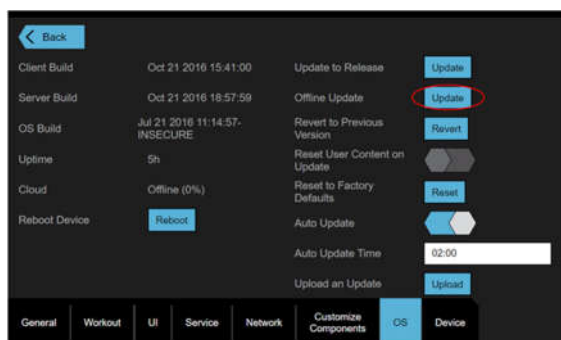 Back
Client Build Oct 21 2016 15:41:00 Update to Release Update
Server Build Oct 21 2016 18:57:59 Offline Update Update
OS Build Jul 21 2016 11:14:57-
INSECURE Revert to Previous
Version Revert
Uptime 5h Reset User Content on
Update
Cloud Offline (0%) Reset to Factory
Defaults Reset
Reboot Device Reboot Auto Update
Auto Update Time 02:00
Upload an Update Upload
General Workout UI Service Network Customize
Components OS Device